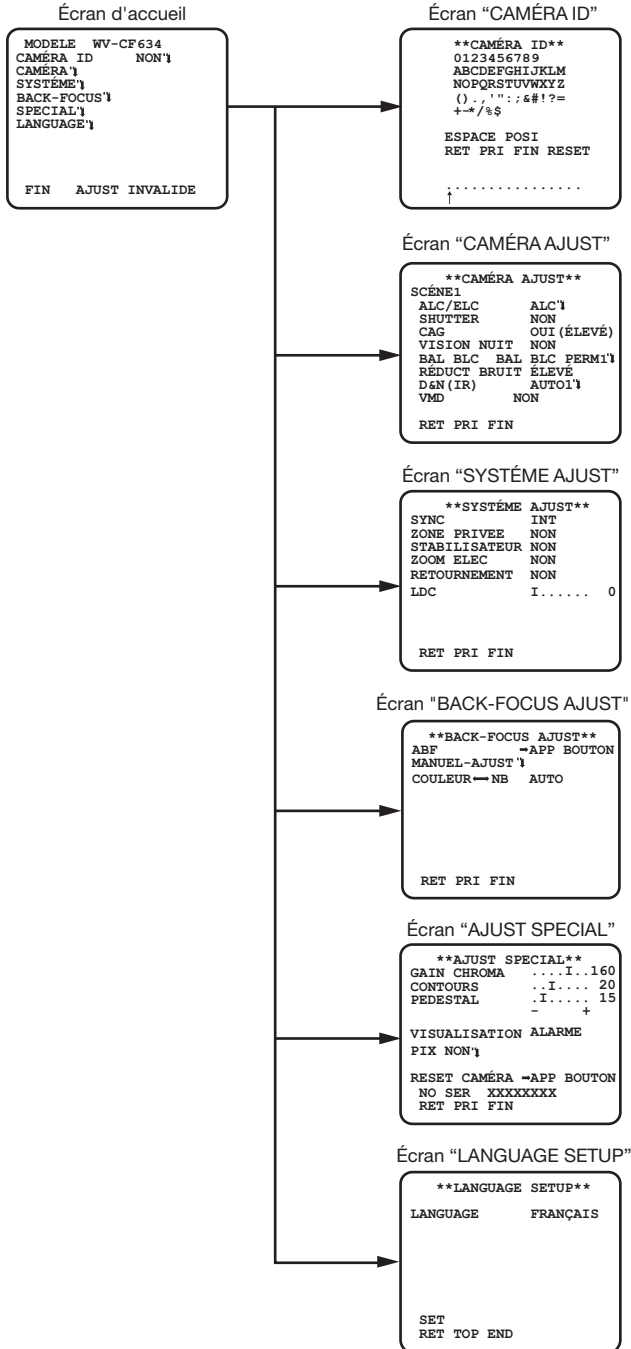 Écran d'accueil
MODELE WV-CF634
CAMÉRA ID NON
CAMÉRA
SYSTÉME
BACK-FOCUS
SPECIAL
LANGUAGE
FIN AJUST INVALIDE
Écran “CAMÉRA ID”
**CAMÉRA ID**
0123456789
ABCDEFGHIJKLM
NOPQRSTUVWXYZ
().,'":;&#!?=
+-*/%$
ESPACE POSI
RET PRI FIN RESET
................
↑
Écran “CAMÉRA AJUST”
**CAMÉRA AJUST**
SCÉNE1
ALC/ELC ALC
SHUTTER NON
CAG OUI(ÉLEVÉ)
VISION NUIT NON
BAL BLC BAL BLC PERM1
RÉDUCT BRUIT ÉLEVÉ
D&N(IR) AUTO1
VMD NON
RET PRI FIN
Écran “SYSTÉME AJUST”
**SYSTÉME AJUST**
SYNC INT
ZONE PRIVEE NON
STABILISATEUR NON
ZOOM ELEC NON
RETOURNEMENT NON
LDC I...... 0
RET PRI FIN
Écran "BACK-FOCUS AJUST"
**BACK-FOCUS AJUST**
ABF →APP BOUTON
MANUEL-AJUST
COULEUR↔NB AUTO
RET PRI FIN
Écran “AJUST SPECIAL”
**AJUST SPECIAL**
GAIN CHROMA ....I..160
CONTOURS ..I.... 20
PEDESTAL .I..... 15
- +
VISUALISATION ALARME
PIX NON
RESET CAMÉRA →APP BOUTON
NO SER XXXXXXXX
RET PRI FIN
Écran “LANGUAGE SETUP”
**LANGUAGE SETUP**
LANGUAGE FRANÇAIS
SET
RET TOP END